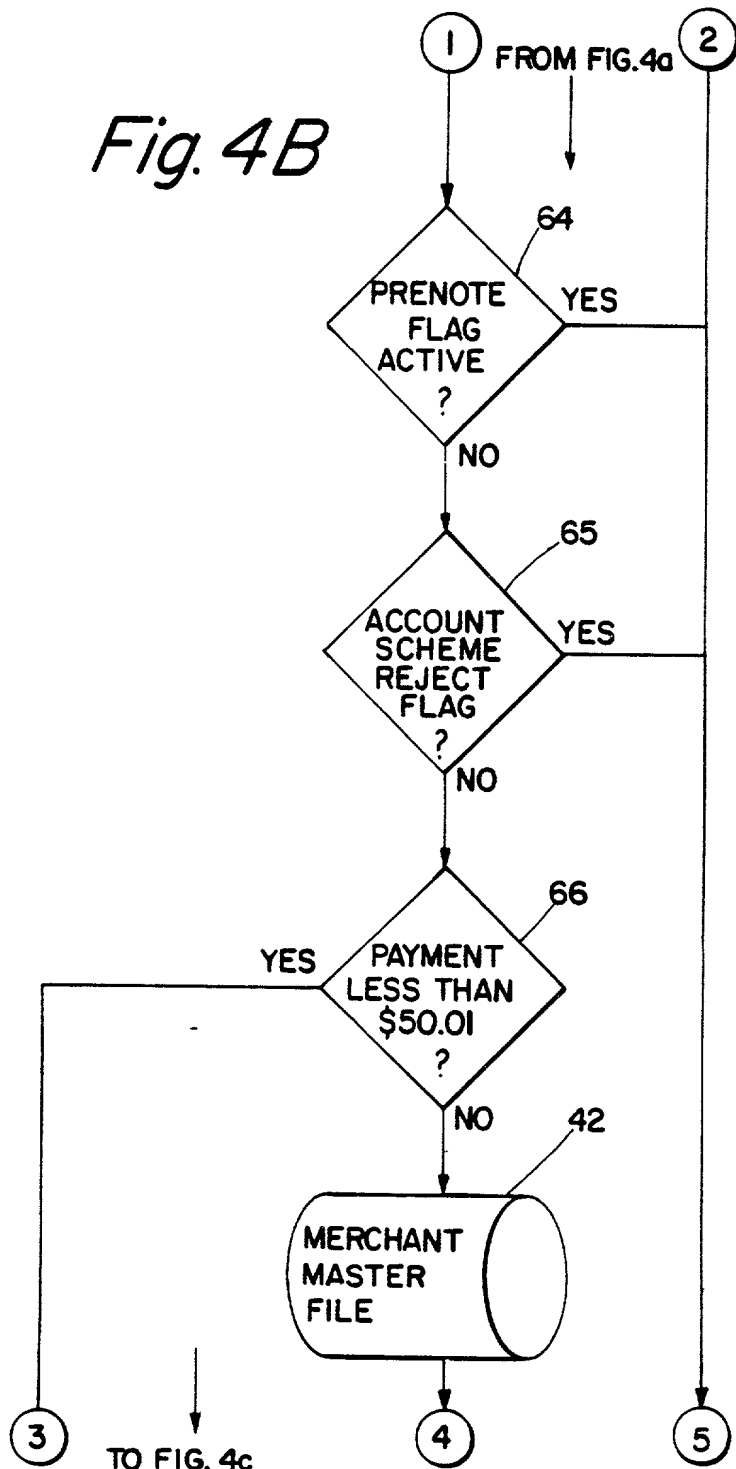 1
FROM FIG.4a
2
Fig. 4B
64
PRENOTE
FLAG
ACTIVE
?
YES
NO
65
ACCOUNT
SCHEME
REJECT
FLAG
?
YES
NO
66
YES
PAYMENT
LESS THAN
$50.01
?
NO
42
MERCHANT
MASTER
FILE
3
TO FIG. 4c
4
5